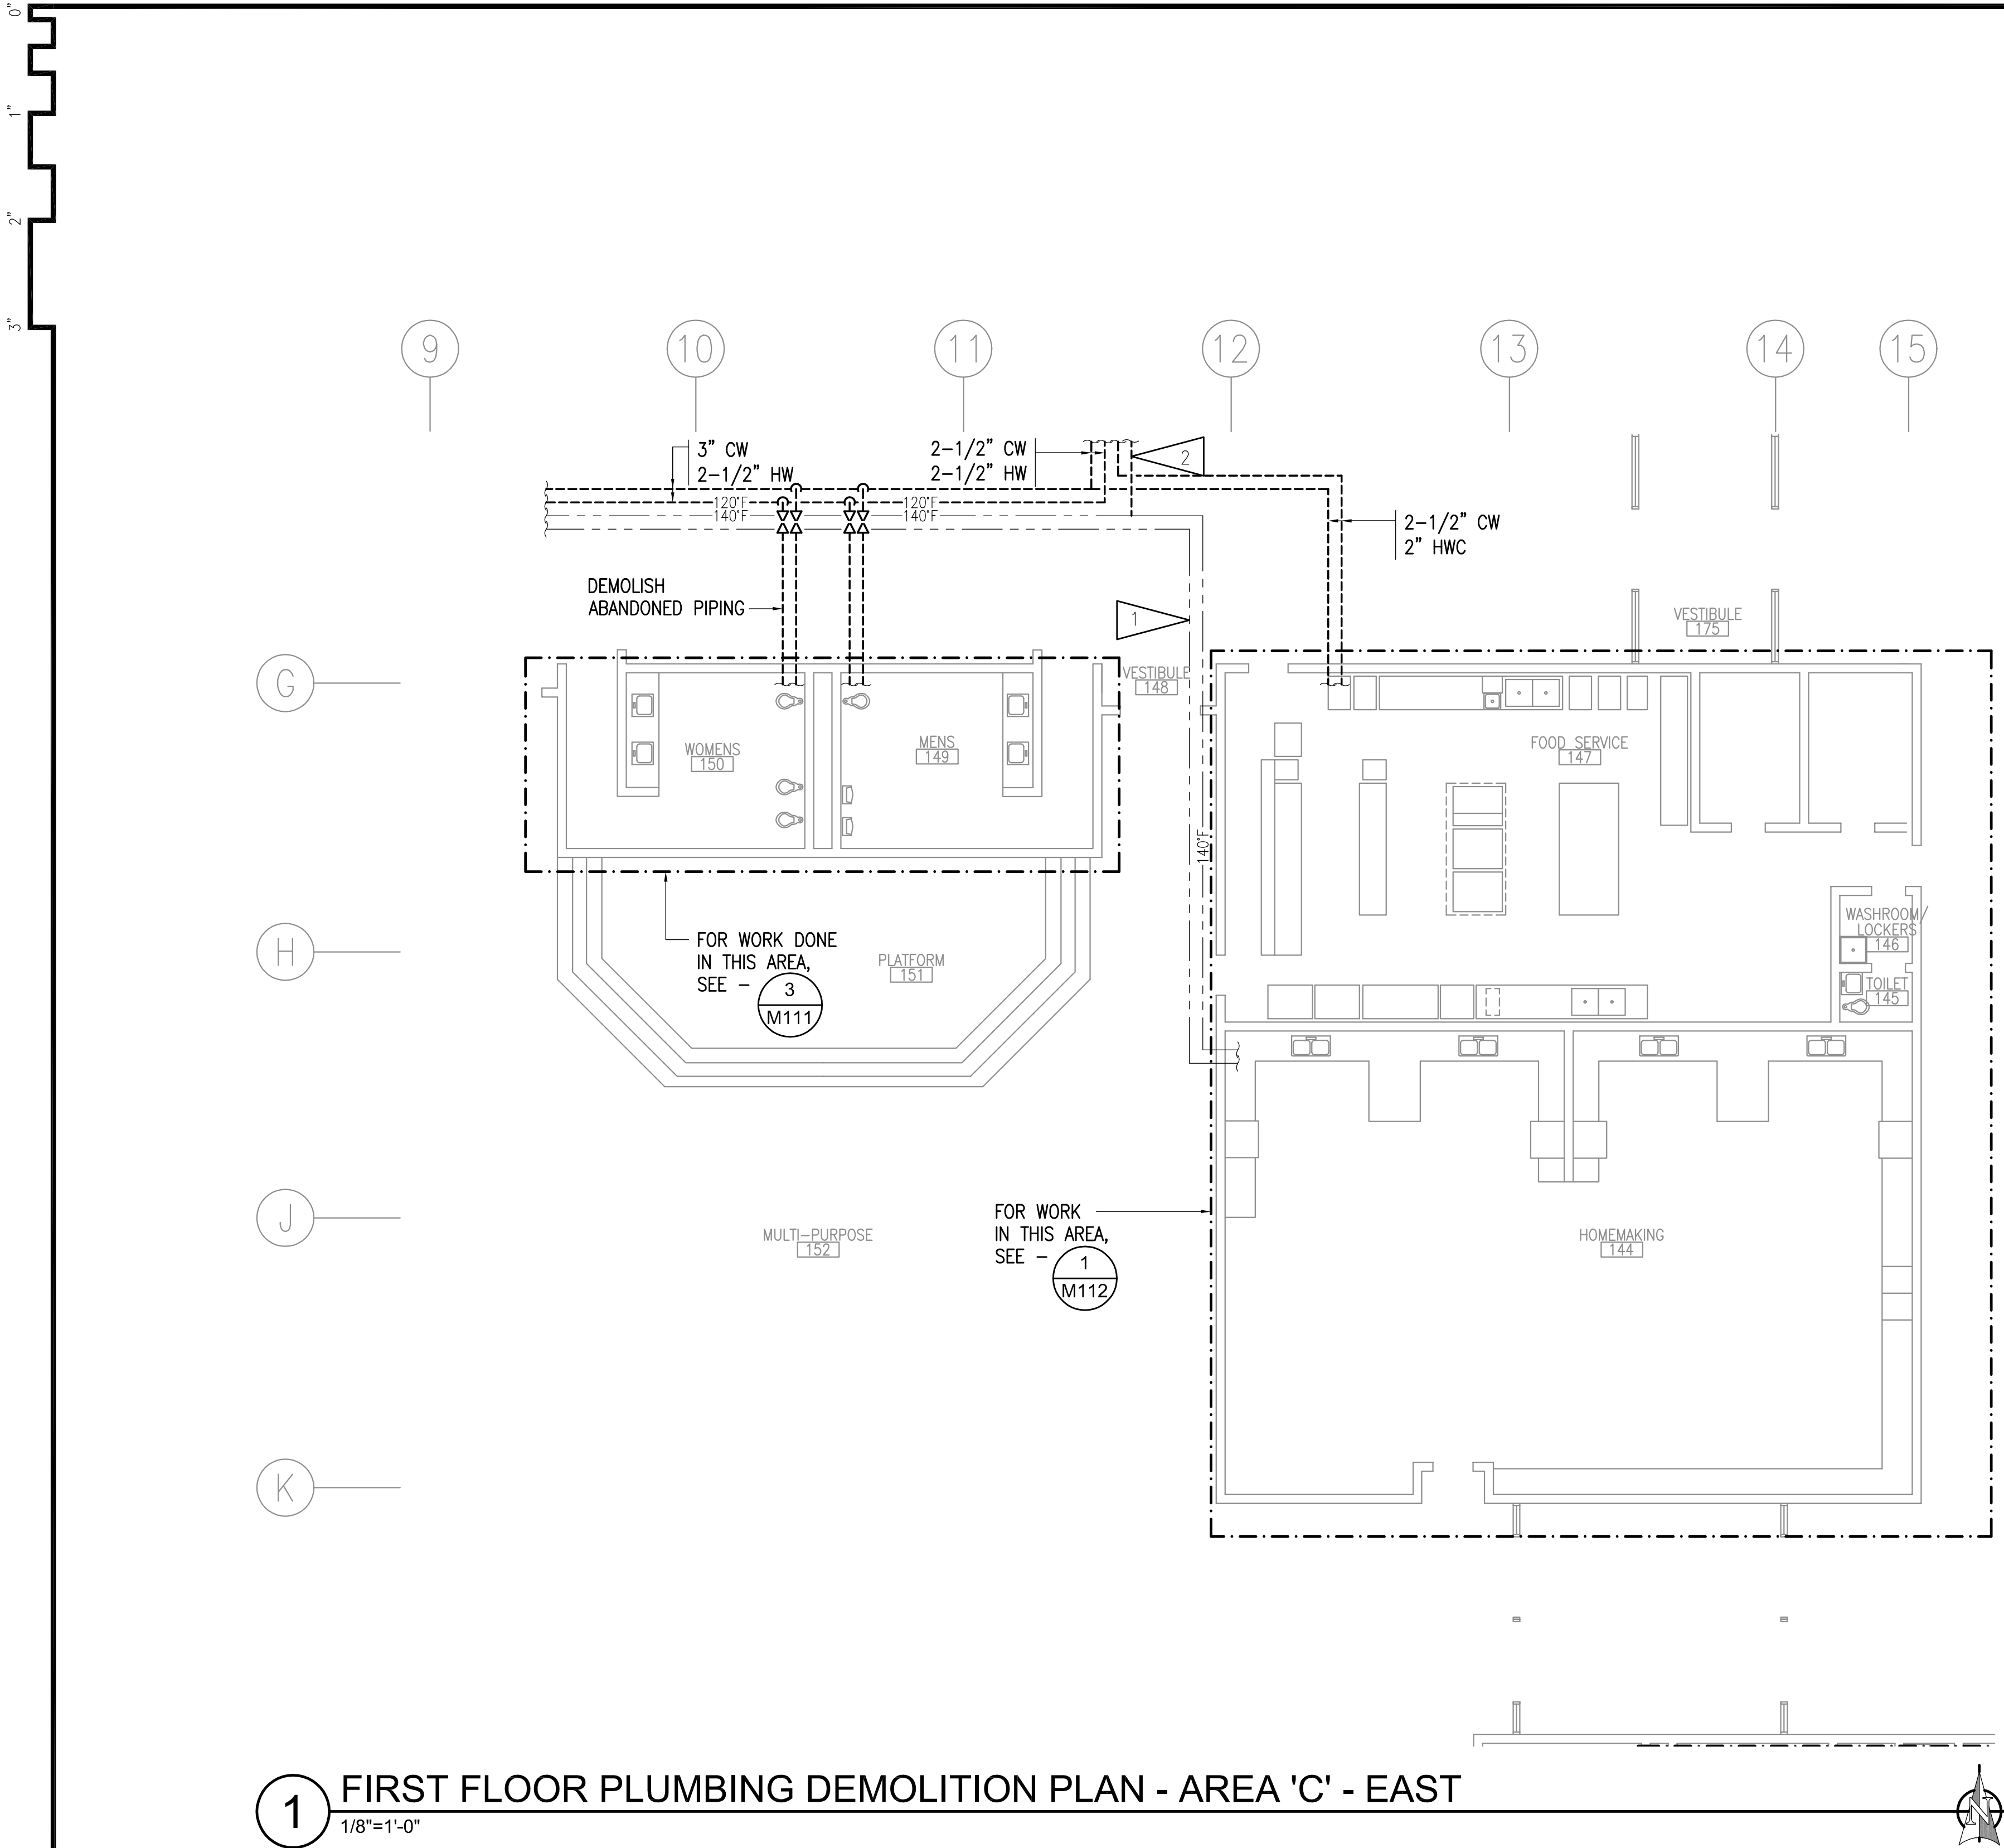 0"
1"
2"
3"
9
10
11
12
13
14
15
3" CW
2-1/2" HW
2-1/2" CW
2-1/2" HW
2
120°F
140°F
120°F
140°F
2-1/2" CW
2" HWC
DEMOLISH
ABANDONED PIPING
1
VESTIBULE
175
G
VESTIBULE
148
WOMENS
150
MENS
149
FOOD SERVICE
147
140°F
H
FOR WORK DONE
IN THIS AREA,
SEE -
3
M111
PLATFORM
151
WASHROOM/
LOCKERS
146
TOILET
145
J
MULTI-PURPOSE
152
FOR WORK
IN THIS AREA,
SEE -
1
M112
HOMEMAKING
144
K
1
FIRST FLOOR PLUMBING DEMOLITION PLAN - AREA 'C' - EAST
1/8"=1'-0"
N